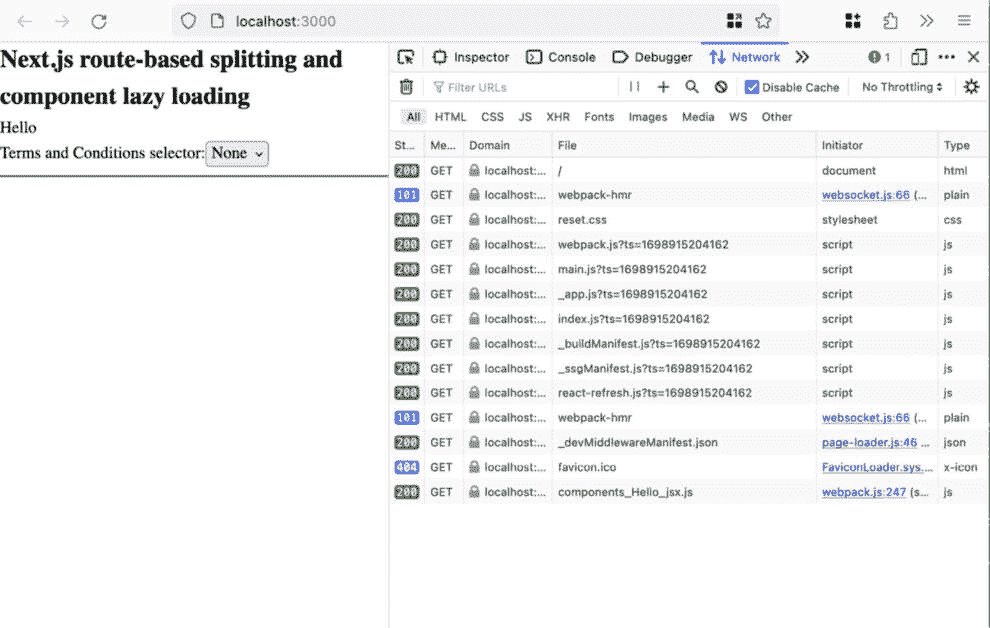 localhost:3000
Next.js route-based splitting and
component lazy loading
Hello
Terms and Conditions selector: None
Inspector Console Debugger Network 1
Filter URLs Disable Cache No Throttling
All HTML CSS JS XHR Fonts Images Media WS Other
St... Me... Domain File Initiator Type
200 GET localhost:... / document html
101 GET localhost:... webpack-hmr websocket.js:66 (... plain
200 GET localhost:... reset.css stylesheet css
200 GET localhost:... webpack.js?ts=1698915204162 script js
200 GET localhost:... main.js?ts=1698915204162 script js
200 GET localhost:... _app.js?ts=1698915204162 script js
200 GET localhost:... index.js?ts=1698915204162 script js
200 GET localhost:... _buildManifest.js?ts=1698915204162 script js
200 GET localhost:... _ssgManifest.js?ts=1698915204162 script js
200 GET localhost:... react-refresh.js?ts=1698915204162 script js
101 GET localhost:... webpack-hmr websocket.js:66 (... plain
200 GET localhost:... _devMiddlewareManifest.json page-loader.js:46 ... json
404 GET localhost:... favicon.ico FaviconLoader.sys.... x-icon
200 GET localhost:... components_Hello_jsx.js webpack.js:247 (s... js